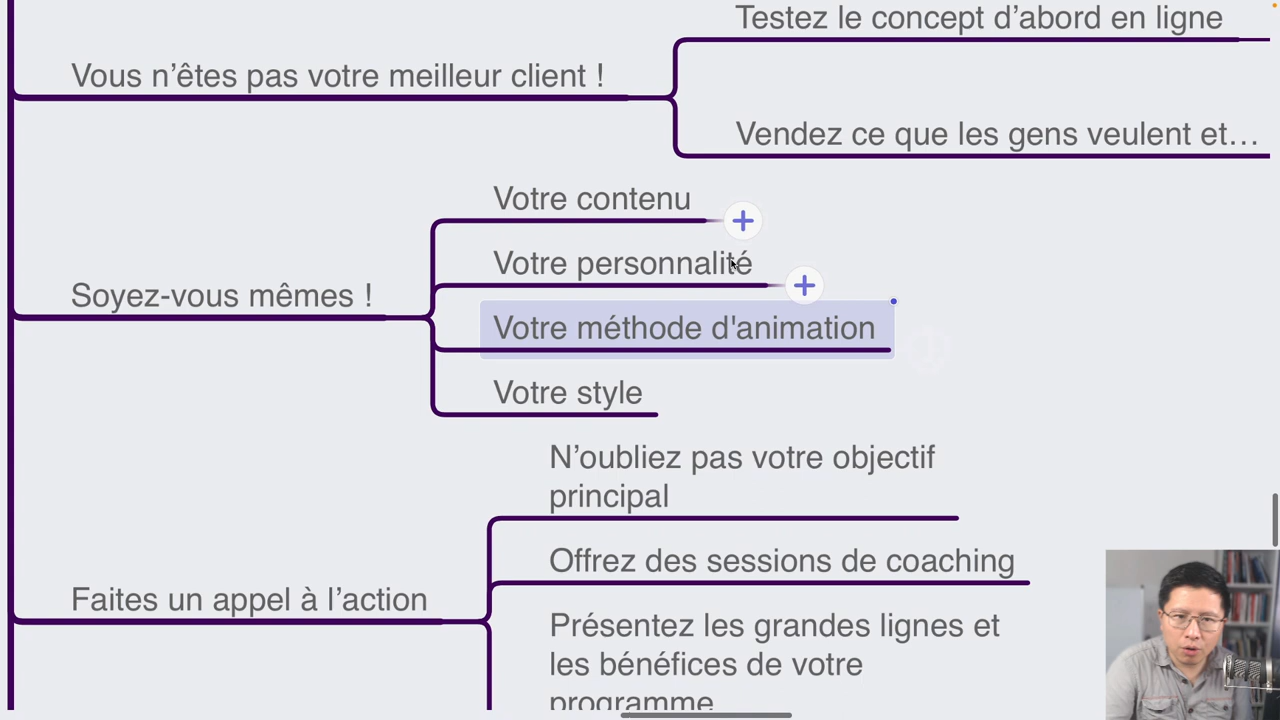 Testez le concept d’abord en ligne
Vous n’êtes pas votre meilleur client !
Vendez ce que les gens veulent et…
Votre contenu
Votre personnalité
Soyez-vous mêmes !
Votre méthode d'animation
Votre style
N’oubliez pas votre objectif
principal
Offrez des sessions de coaching
Faites un appel à l’action
Présentez les grandes lignes et
les bénéfices de votre
programme